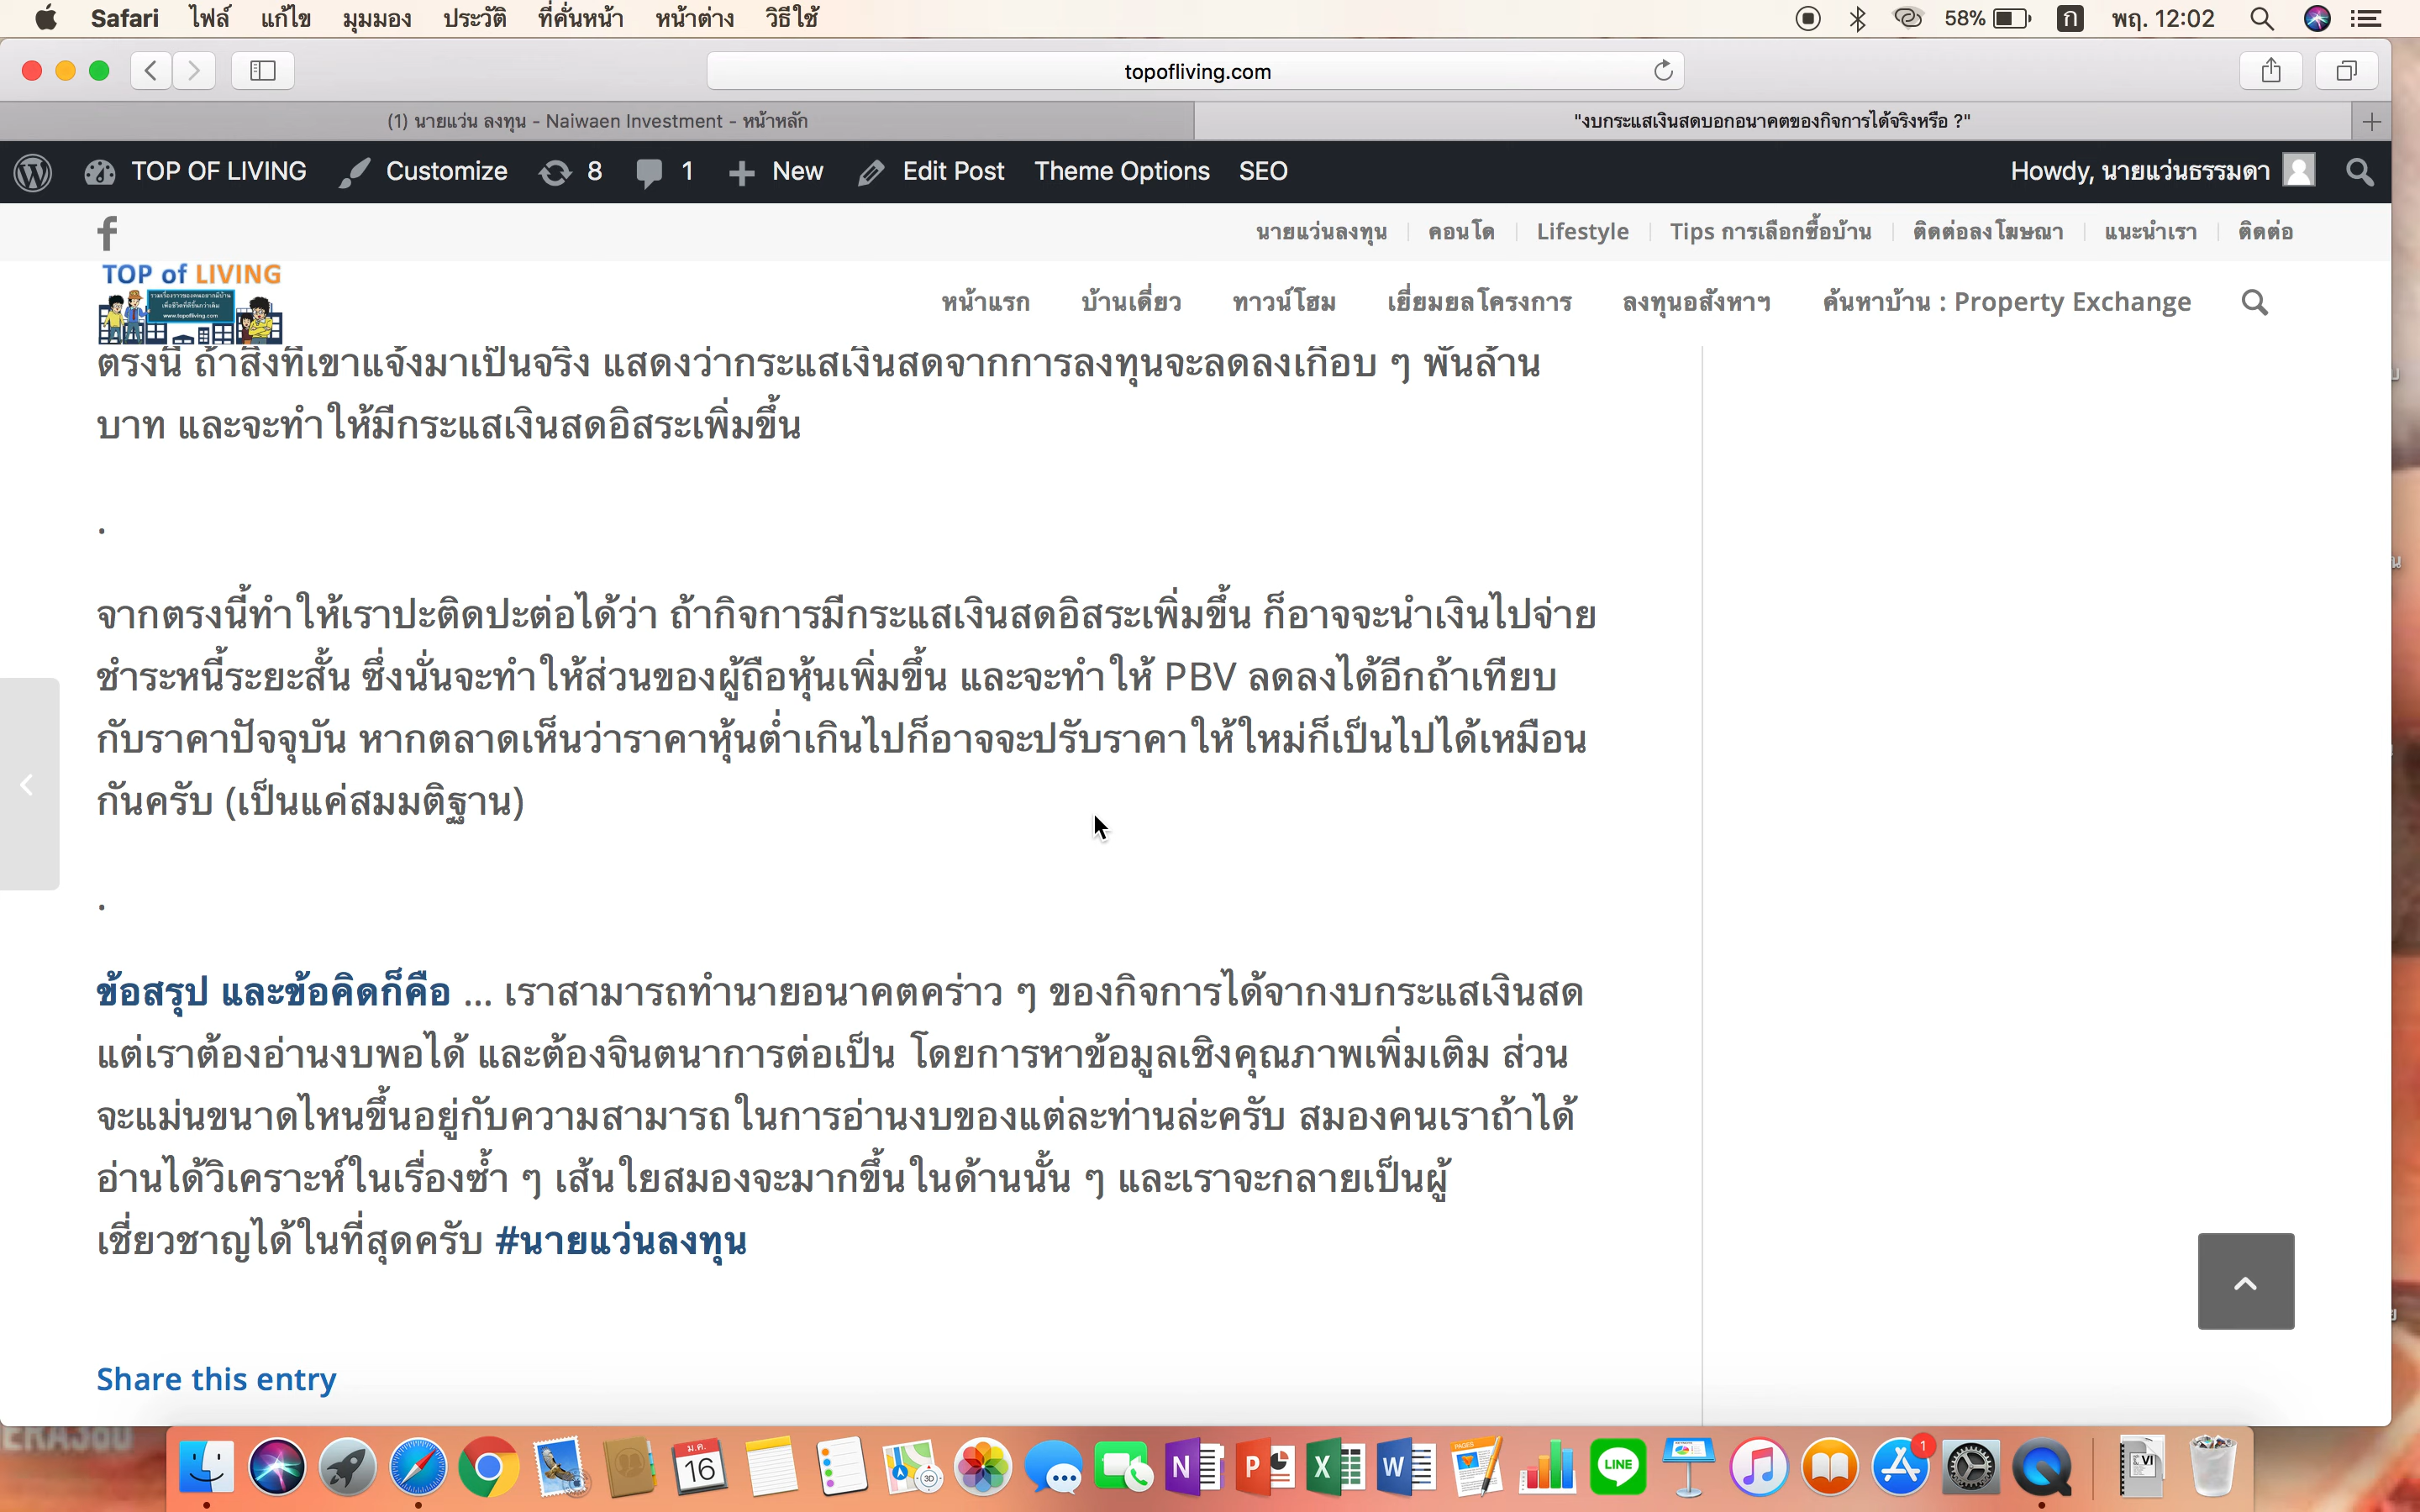 Safari ไฟล์ แก้ไข มุมมอง ประวัติ ที่คั่นหน้า หน้าต่าง วิธีใช้ 58% ก พฤ. 12:02
topofliving.com
(1) นายแว่น ลงทุน - Naiwaen Investment - หน้าหลัก "งบกระแสเงินสดบอกอนาคตของกิจการได้จริงหรือ ?"
TOP OF LIVING Customize 8 1 New Edit Post Theme Options SEO Howdy, นายแว่นธรรมดา
นายแว่นลงทุน คอนโด Lifestyle Tips การเลือกซื้อบ้าน ติดต่อลงโฆษณา แนะนำเรา ติดต่อ
TOP of LIVING
www.topofliving.com
หน้าแรก บ้านเดี่ยว ทาวน์โฮม เยี่ยมยลโครงการ ลงทุนอสังหาฯ ค้นหาบ้าน : Property Exchange
ตรงนี้ ถ้าสิ่งที่เขาแจ้งมาเป็นจริง แสดงว่ากระแสเงินสดจากการลงทุนจะลดลงเกือบ ๆ พันล้าน
บาท และจะทำให้มีกระแสเงินสดอิสระเพิ่มขึ้น
.
จากตรงนี้ทำให้เราปะติดปะต่อได้ว่า ถ้ากิจการมีกระแสเงินสดอิสระเพิ่มขึ้น ก็อาจจะนำเงินไปจ่าย
ชำระหนี้ระยะสั้น ซึ่งนั่นจะทำให้ส่วนของผู้ถือหุ้นเพิ่มขึ้น และจะทำให้ PBV ลดลงได้อีกถ้าเทียบ
กับราคาปัจจุบัน หากตลาดเห็นว่าราคาหุ้นต่ำเกินไปก็อาจจะปรับราคาให้ใหม่ก็เป็นไปได้เหมือน
กันครับ (เป็นแค่สมมติฐาน)
.
ข้อสรุป และข้อคิดก็คือ ... เราสามารถทำนายอนาคตคร่าว ๆ ของกิจการได้จากงบกระแสเงินสด
แต่เราต้องอ่านงบพอได้ และต้องจินตนาการต่อเป็น โดยการหาข้อมูลเชิงคุณภาพเพิ่มเติม ส่วน
จะแม่นขนาดไหนขึ้นอยู่กับความสามารถในการอ่านงบของแต่ละท่านล่ะครับ สมองคนเราถ้าได้
อ่านได้วิเคราะห์ในเรื่องซ้ำ ๆ เส้นใยสมองจะมากขึ้นในด้านนั้น ๆ และเราจะกลายเป็นผู้
เชี่ยวชาญได้ในที่สุดครับ #นายแว่นลงทุน
Share this entry
ม.ค.
16
3D
N P X W
PAGES
LINE
1
VI